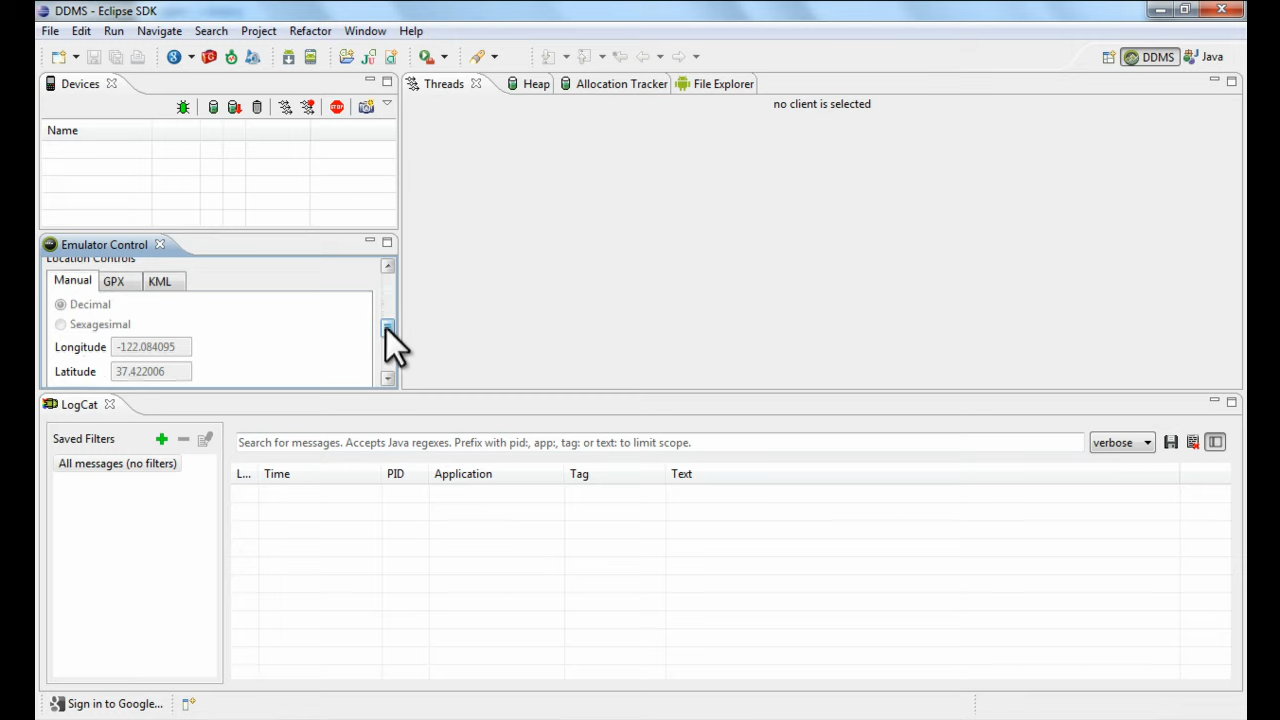 DDMS - Eclipse SDK
File Edit Run Navigate Search Project Refactor Window Help
DDMS Java
Devices
Name
Threads Heap Allocation Tracker File Explorer
no client is selected
Emulator Control
Location Controls
Manual GPX KML
Decimal
Sexagesimal
Longitude -122.084095
Latitude 37.422006
LogCat
Saved Filters
All messages (no filters)
Search for messages. Accepts Java regexes. Prefix with pid:, app:, tag: or text: to limit scope.
verbose
L... Time PID Application Tag Text
Sign in to Google...